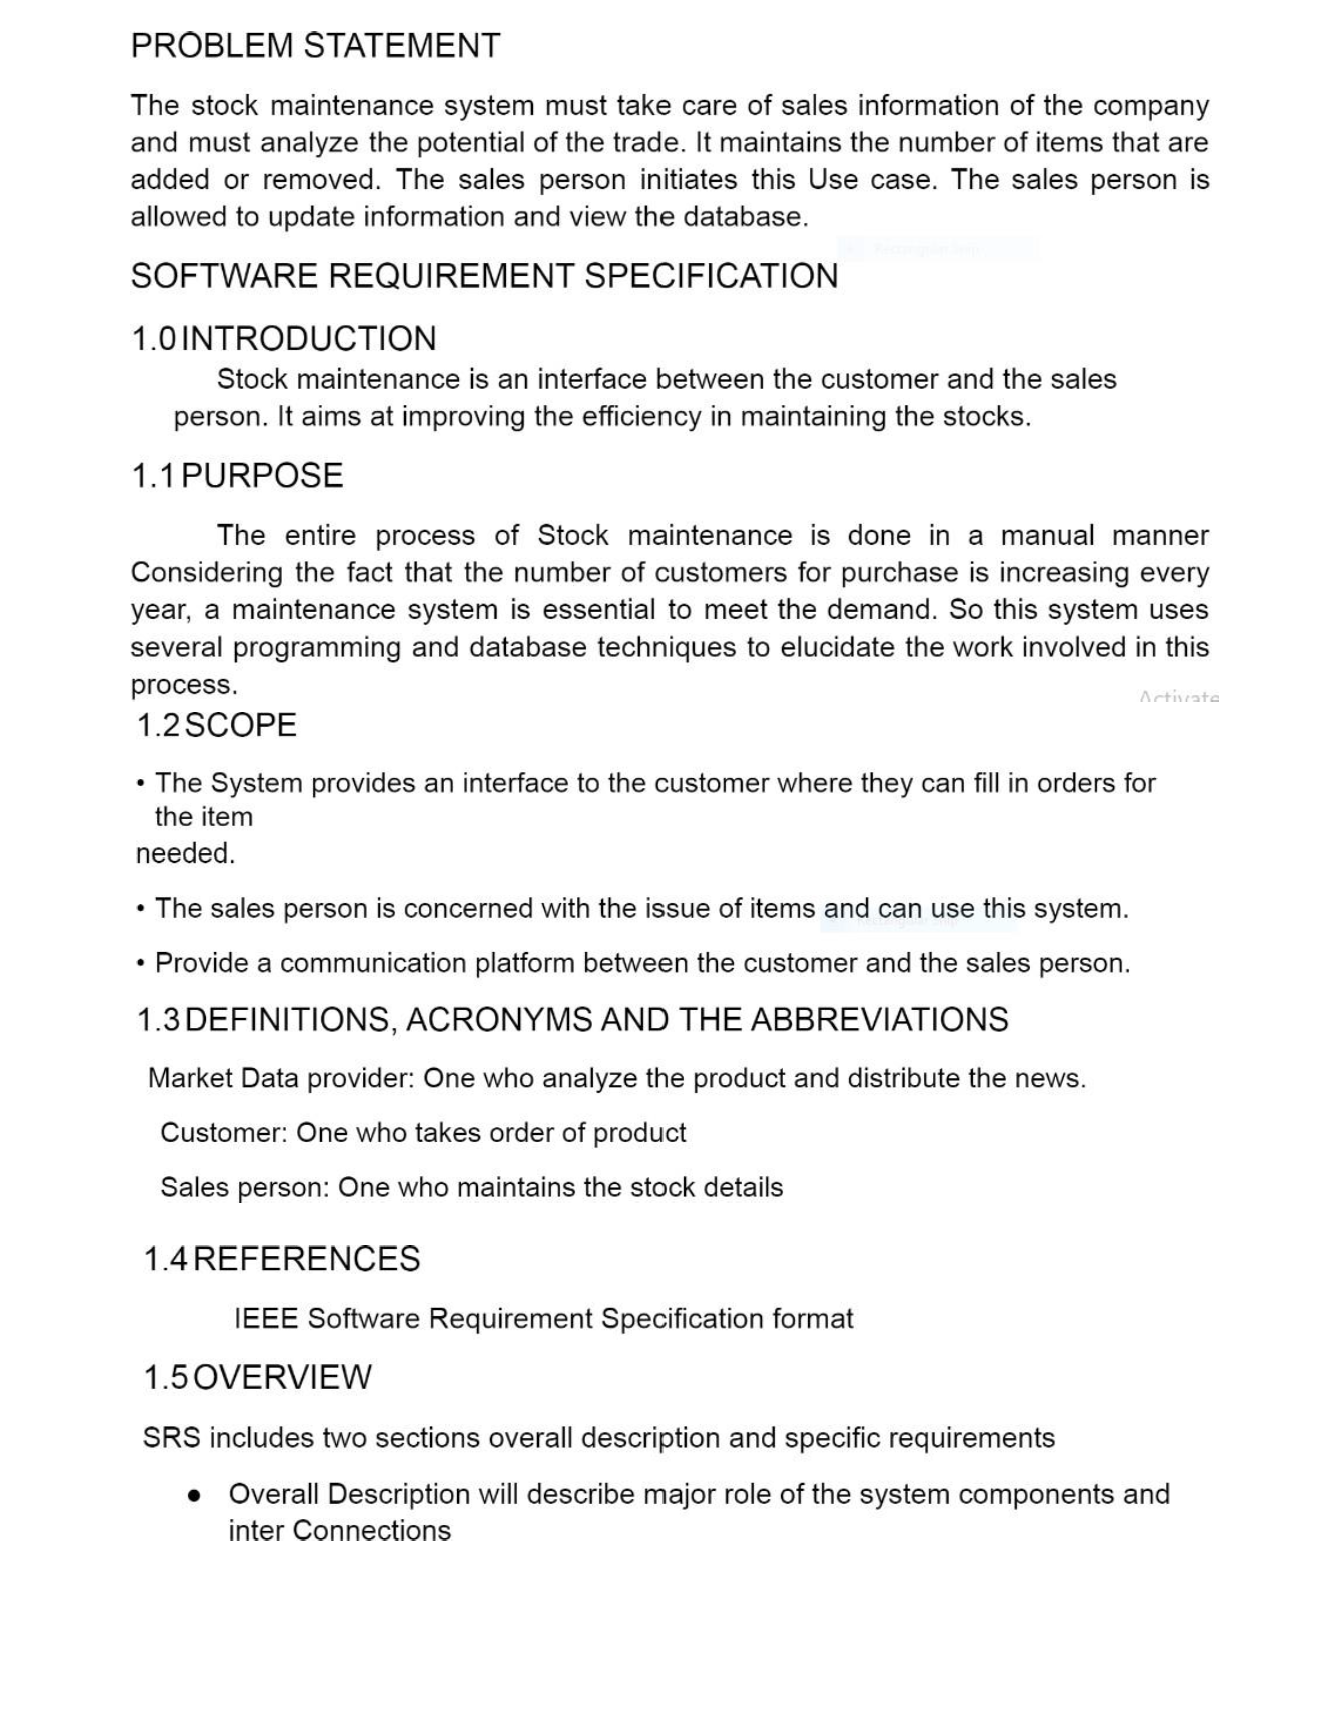 PROBLEM STATEMENT
The stock maintenance system must take care of sales information of the company
and must analyze the potential of the trade. It maintains the number of items that are
added or removed. The sales person initiates this Use case. The sales person is
allowed to update information and view the database.
SOFTWARE REQUIREMENT SPECIFICATION
1.0 INTRODUCTION
Stock maintenance is an interface between the customer and the sales
person. It aims at improving the efficiency in maintaining the stocks.
1.1 PURPOSE
The entire process of Stock maintenance is done in a manual manner
Considering the fact that the number of customers for purchase is increasing every
year, a maintenance system is essential to meet the demand. So this system uses
several programming and database techniques to elucidate the work involved in this
process.
Activate
1.2 SCOPE
• The System provides an interface to the customer where they can fill in orders for
the item
needed.
• The sales person is concerned with the issue of items and can use this system.
• Provide a communication platform between the customer and the sales person.
1.3 DEFINITIONS, ACRONYMS AND THE ABBREVIATIONS
Market Data provider: One who analyze the product and distribute the news.
Customer: One who takes order of product
Sales person: One who maintains the stock details
1.4 REFERENCES
IEEE Software Requirement Specification format
1.5 OVERVIEW
SRS includes two sections overall description and specific requirements
● Overall Description will describe major role of the system components and
inter Connections